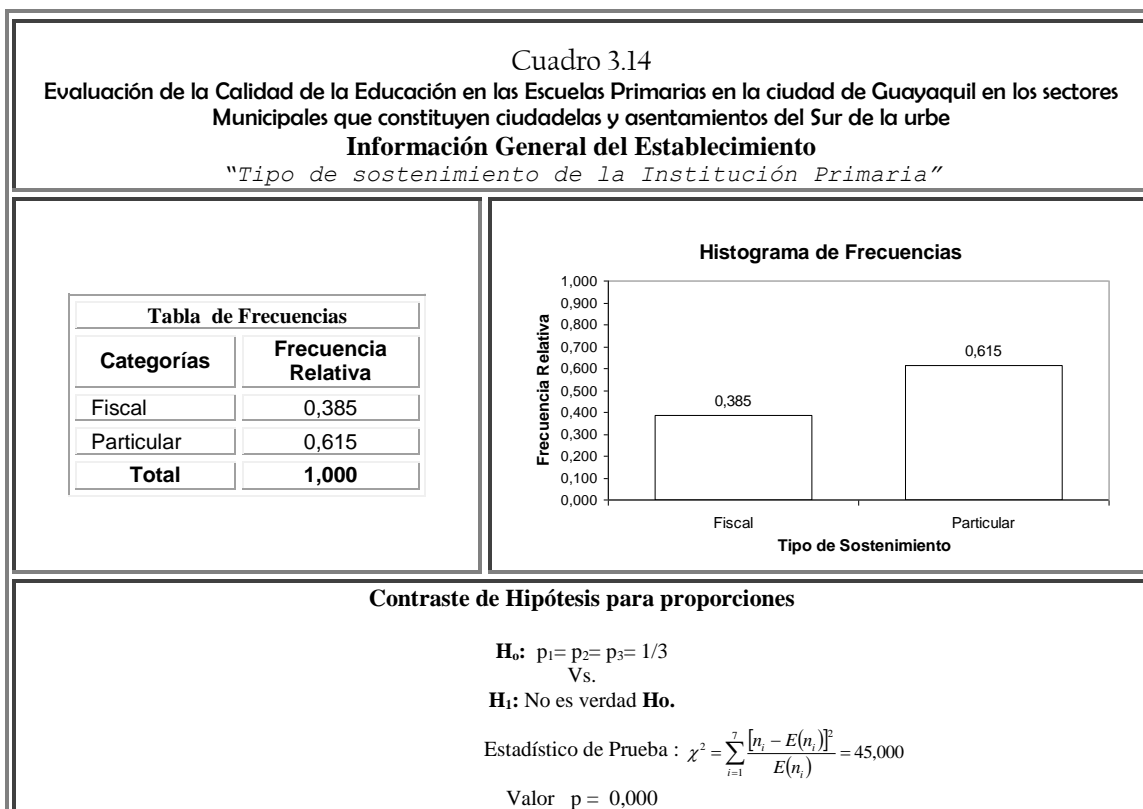 Cuadro 3.14
Evaluación de la Calidad de la Educación en las Escuelas Primarias en la ciudad de Guayaquil en los sectores
Municipales que constituyen ciudadelas y asentamientos del Sur de la urbe
Información General del Establecimiento
“Tipo de sostenimiento de la Institución Primaria”
Tabla de Frecuencias
Categorías Frecuencia Relativa
Fiscal 0,385
Particular 0,615
Total 1,000
Histograma de Frecuencias
Frecuencia Relativa
1,000
0,900
0,800
0,700
0,600
0,500
0,400
0,300
0,200
0,100
0,000
0,385
0,615
Fiscal Particular
Tipo de Sostenimiento
Contraste de Hipótesis para proporciones
Ho: p1= p2= p3= 1/3
Vs.
H1: No es verdad Ho.
Estadístico de Prueba : χ² = ∑_{i=1}^{7} [n_i − E(n_i)]² / E(n_i) = 45,000
Valor p = 0,000